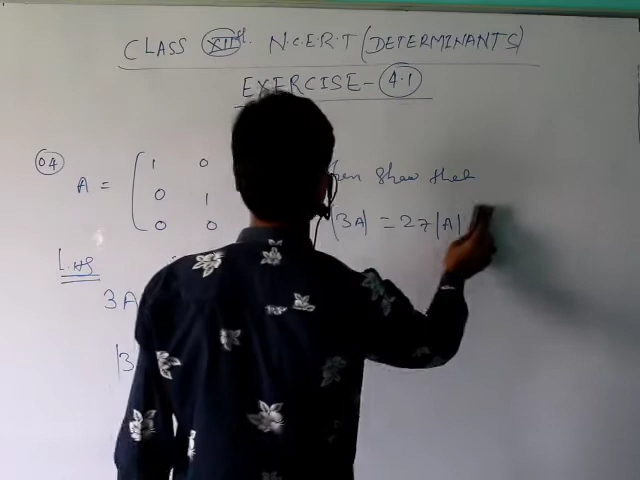 CLASS XIIth N.C.E.R.T (DETERMINANTS)
EXERCISE-4.1
04 A = 1 0 then show that
0 1
0 0 |3A| = 27|A|
L.HS
3A
|3